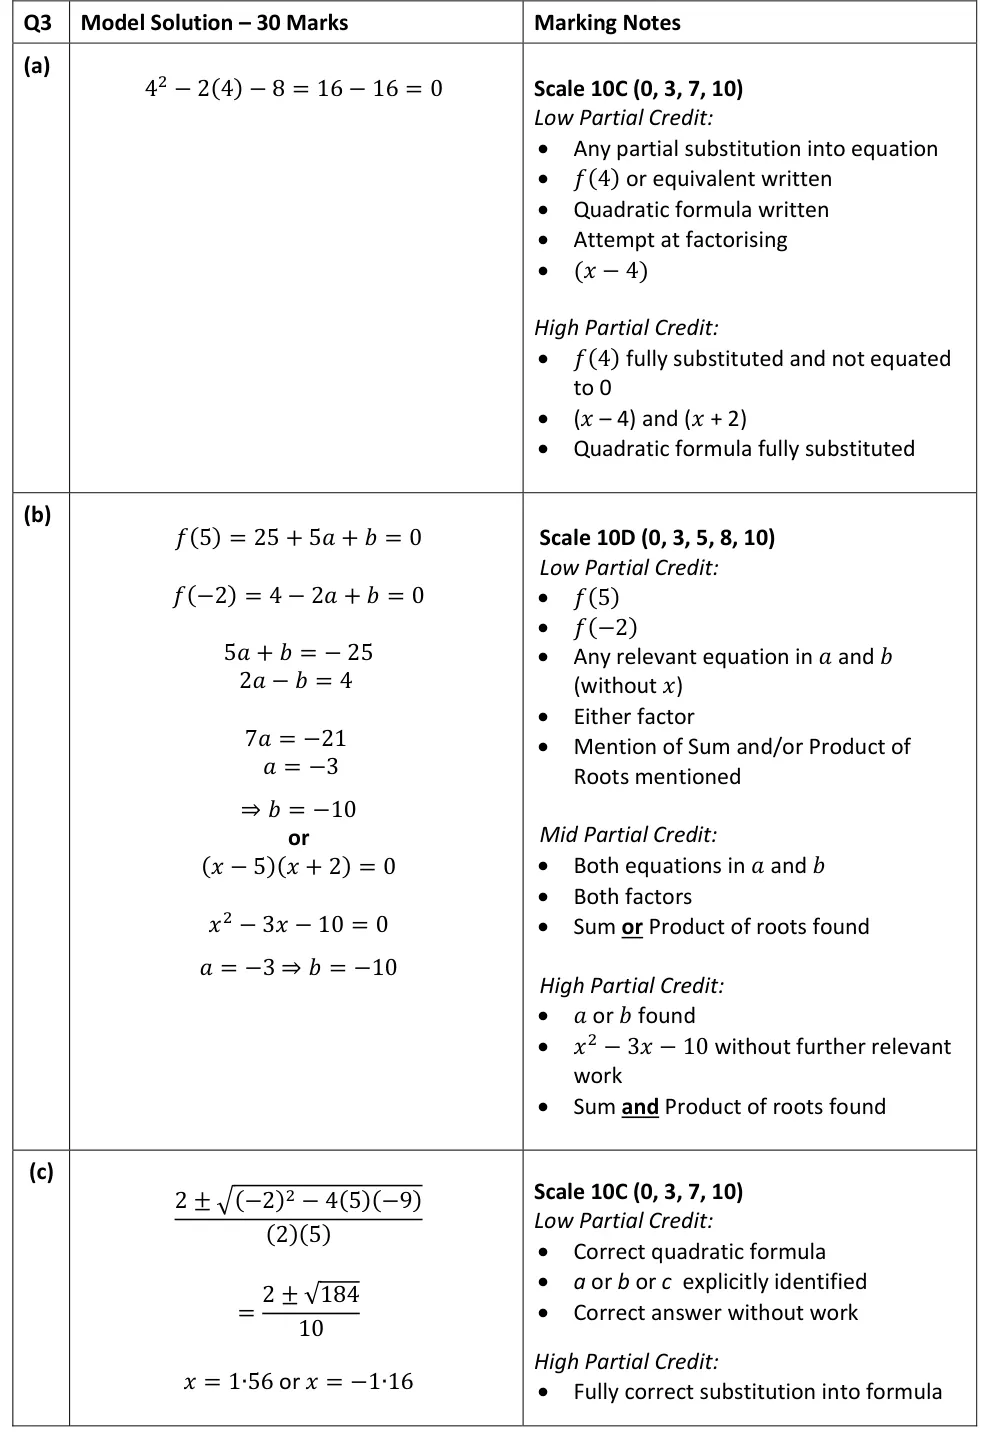 Q3 Model Solution – 30 Marks Marking Notes
(a)
4² − 2(4) − 8 = 16 − 16 = 0
Scale 10C (0, 3, 7, 10)
Low Partial Credit:
• Any partial substitution into equation
• 𝑓(4) or equivalent written
• Quadratic formula written
• Attempt at factorising
• (𝑥 − 4)
High Partial Credit:
• 𝑓(4) fully substituted and not equated
to 0
• (𝑥 – 4) and (𝑥 + 2)
• Quadratic formula fully substituted
(b)
𝑓(5) = 25 + 5𝑎 + 𝑏 = 0
𝑓(−2) = 4 − 2𝑎 + 𝑏 = 0
5𝑎 + 𝑏 = − 25
2𝑎 − 𝑏 = 4
7𝑎 = −21
𝑎 = −3
⇒ 𝑏 = −10
or
(𝑥 − 5)(𝑥 + 2) = 0
𝑥² − 3𝑥 − 10 = 0
𝑎 = −3 ⇒ 𝑏 = −10
Scale 10D (0, 3, 5, 8, 10)
Low Partial Credit:
• 𝑓(5)
• 𝑓(−2)
• Any relevant equation in 𝑎 and 𝑏
(without 𝑥)
• Either factor
• Mention of Sum and/or Product of
Roots mentioned
Mid Partial Credit:
• Both equations in 𝑎 and 𝑏
• Both factors
• Sum or Product of roots found
High Partial Credit:
• 𝑎 or 𝑏 found
• 𝑥² − 3𝑥 − 10 without further relevant
work
• Sum and Product of roots found
(c)
2 ± √(−2)² − 4(5)(−9)
(2)(5)
= 2 ± √184
10
𝑥 = 1·56 or 𝑥 = −1·16
Scale 10C (0, 3, 7, 10)
Low Partial Credit:
• Correct quadratic formula
• a or b or c explicitly identified
• Correct answer without work
High Partial Credit:
• Fully correct substitution into formula